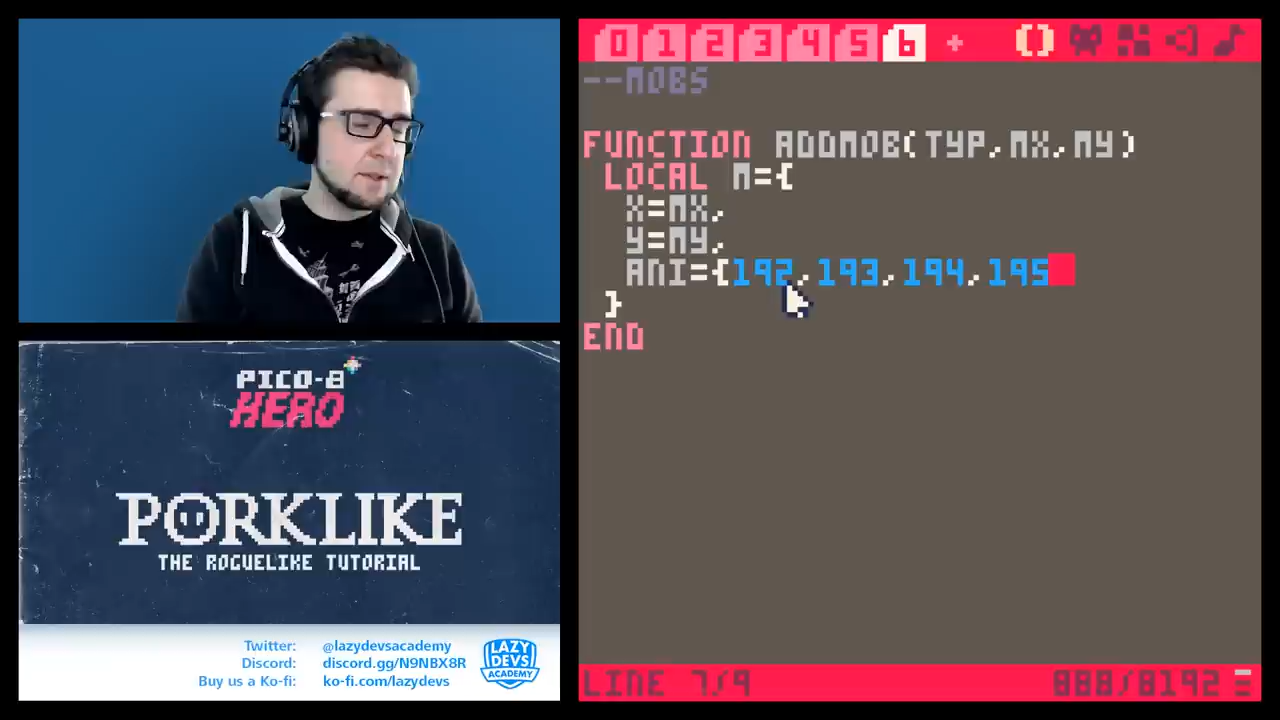 0 1 2 3 4 5 6 +
--MOBS
FUNCTION ADDMOB(TYP,MX,MY)
LOCAL M={
X=MX,
Y=MY,
ANI={192,193,194,195
}
END
LINE 7/9
888/8192
PICO-8
HERO
PORKLIKE
THE ROGUELIKE TUTORIAL
Twitter: @lazydevsacademy
Discord: discord.gg/N9NBX8R
Buy us a Ko-fi: ko-fi.com/lazydevs
LAZY
DEVS
ACADEMY